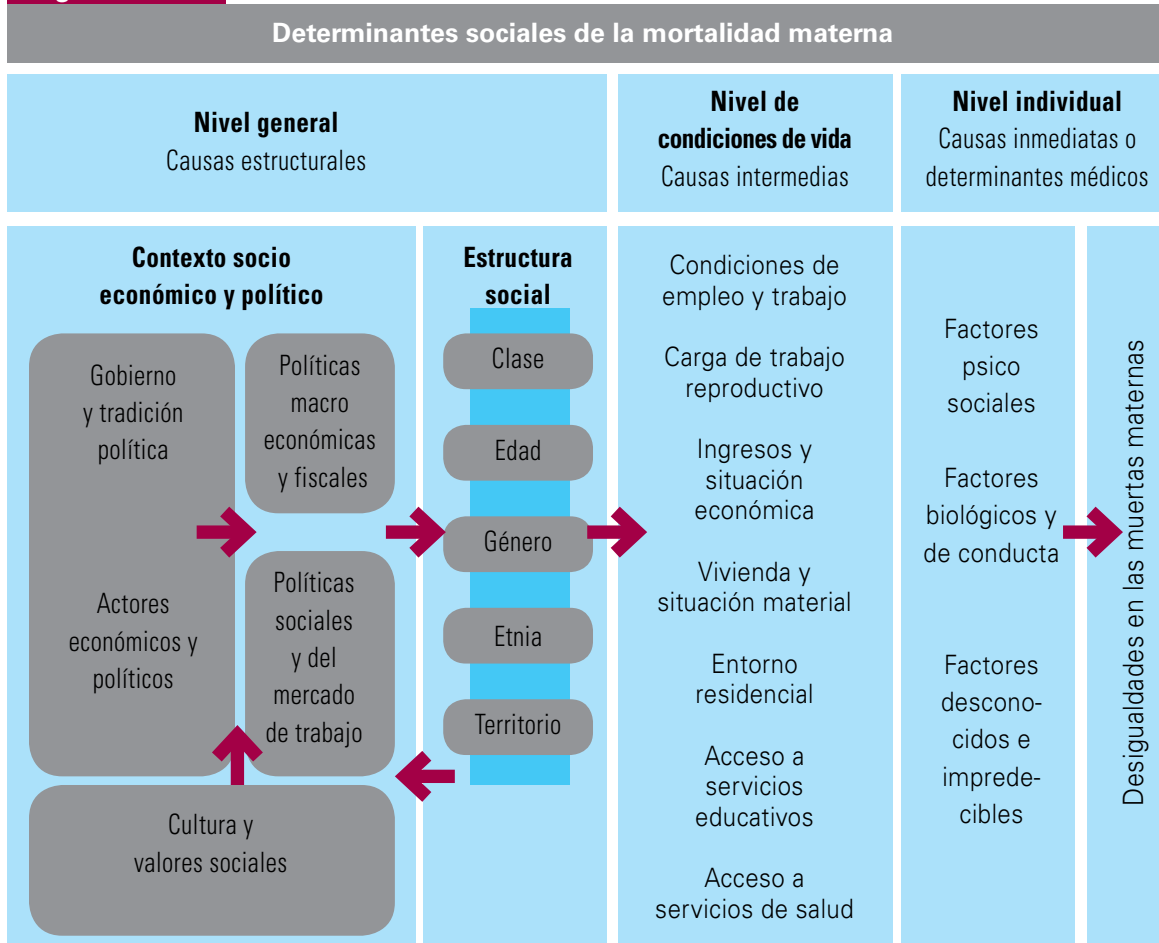 Determinantes sociales de la mortalidad materna
Nivel general
Causas estructurales
Nivel de
condiciones de vida
Causas intermedias
Nivel individual
Causas inmediatas o
determinantes médicos
Contexto socio
económico y político
Gobierno
y tradición
política
Actores
económicos y
políticos
Políticas
macro
económicas
y fiscales
Políticas
sociales
y del
mercado
de trabajo
Cultura y
valores sociales
Estructura
social
Clase
Edad
Género
Etnia
Territorio
Condiciones de
empleo y trabajo
Carga de trabajo
reproductivo
Ingresos y
situación
económica
Vivienda y
situación material
Entorno
residencial
Acceso a
servicios
educativos
Acceso a
servicios de salud
Factores
psico
sociales
Factores
biológicos y
de conducta
Factores
descono-
cidos e
imprede-
cibles
Desigualdades en las muertas maternas